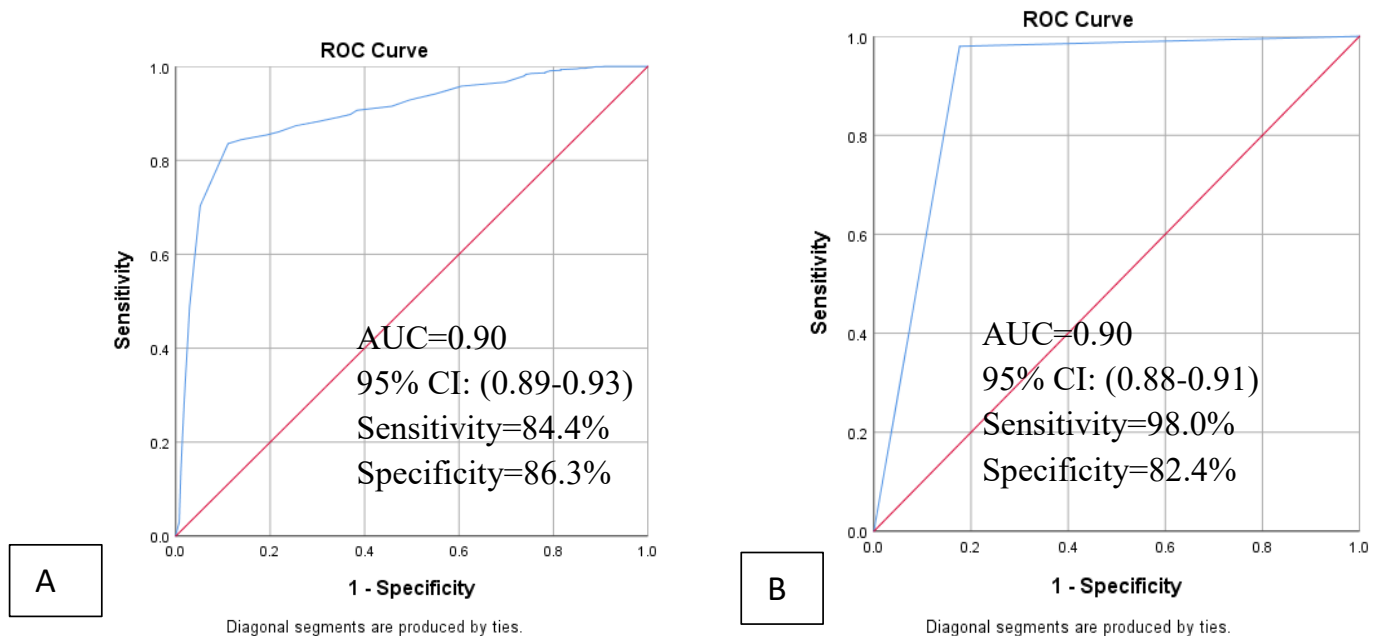 ROC Curve
1.0
0.8
0.6
0.4
0.2
0.0
Sensitivity
AUC=0.90
95% CI: (0.89-0.93)
Sensitivity=84.4%
Specificity=86.3%
0.0 0.2 0.4 0.6 0.8 1.0
1 - Specificity
Diagonal segments are produced by ties.
A
ROC Curve
1.0
0.8
0.6
0.4
0.2
0.0
Sensitivity
AUC=0.90
95% CI: (0.88-0.91)
Sensitivity=98.0%
Specificity=82.4%
0.0 0.2 0.4 0.6 0.8 1.0
1 - Specificity
Diagonal segments are produced by ties.
B